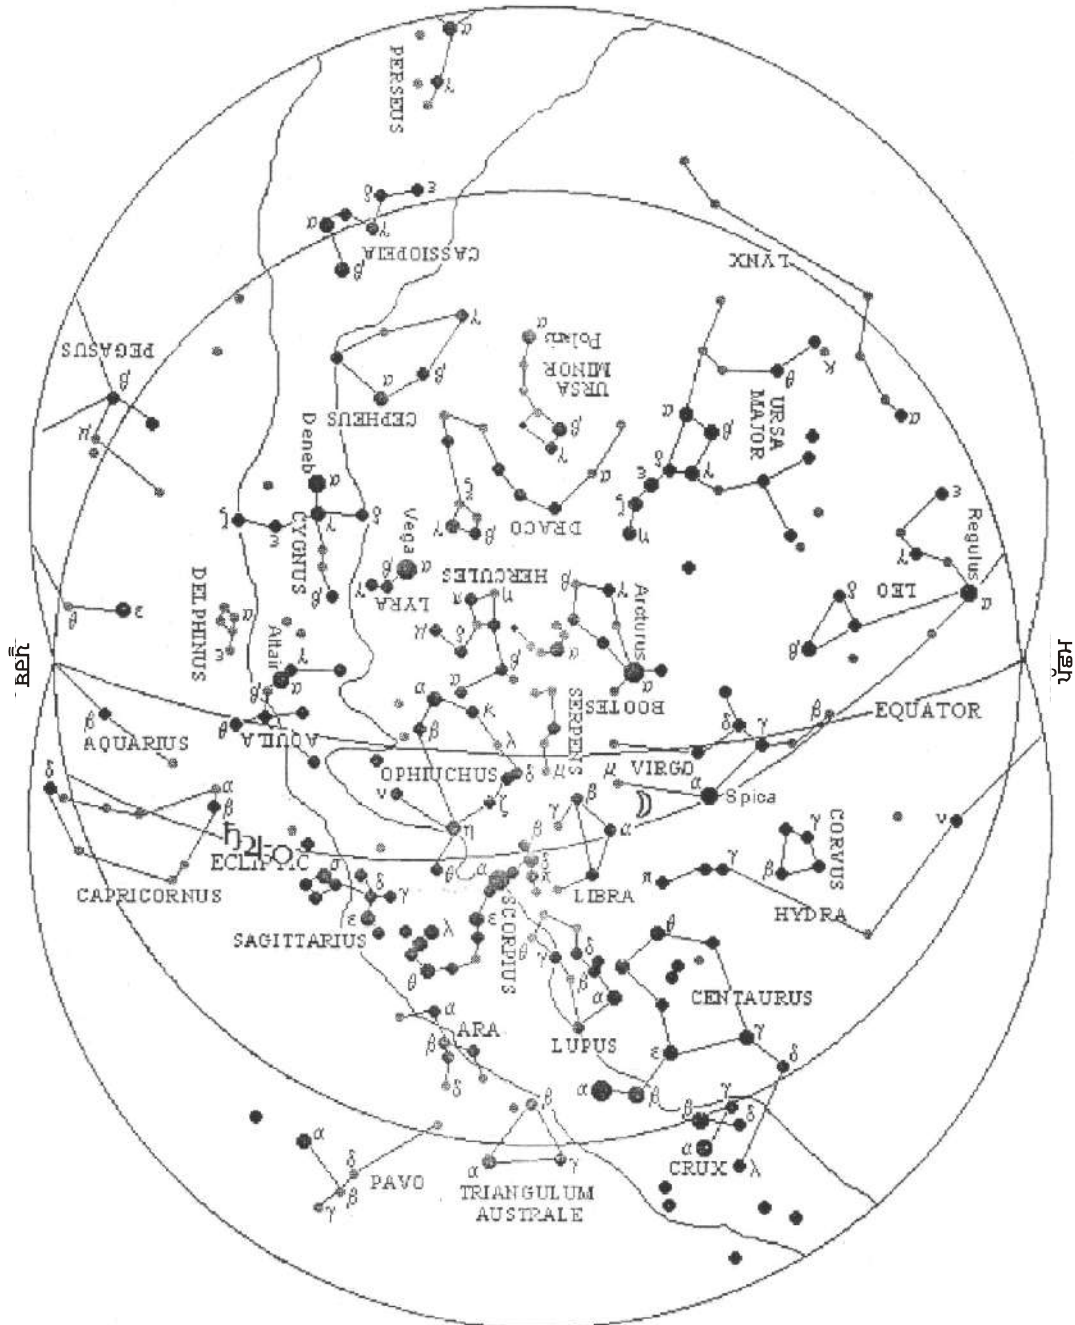 α
γ
PERSEUS
ε
δ
α
γ
CASSIOPEIA
β
LYNX
γ
α
Polaris
PEGASUS
URSA
MINOR
κ
θ
β
β
α
CEPHEUS
α
URSA
MAJOR
α
μ
β
β
γ
α
Deneb
α
δ
γ
ζ
ε
ε
ζ
γ
δ
ζ
DRACO
γ
β
η
γ
Regulus
ε
CYGNUS
Vega
α
β
γ
β
HERCULES
η
π
β
γ
δ
LEO
α
LYRA
DELPHINUS
θ
ε
α
ε
Altair
μ
δ
Arcturus
β
γ
α
β
α
β
α
α
BOOTES
α
κ
SERPENS
EQUATOR
β
θ
AQUILA
β
λ
δ
γ
β
AQUARIUS
OPHIUCHUS
δ
μ
μ
VIRGO
α
Spica
δ
α
β
ν
ζ
β
γ
α
η
β
γ
CORVUS
ν
♄
♃
ECLIPTIC
σ
θ
α
δ
π
π
γ
β
CAPRICORNUS
δ
γ
LIBRA
HYDRA
ε
SAGITTARIUS
λ
ε
SCORPIUS
θ
θ
γ
δ
β
α
θ
CENTAURUS
α
ARA
β
LUPUS
γ
ε
δ
δ
α
β
β
γ
β
δ
α
α
CRUX
λ
δ
β
γ
PAVO
α
γ
TRIANGULUM
AUSTRALE